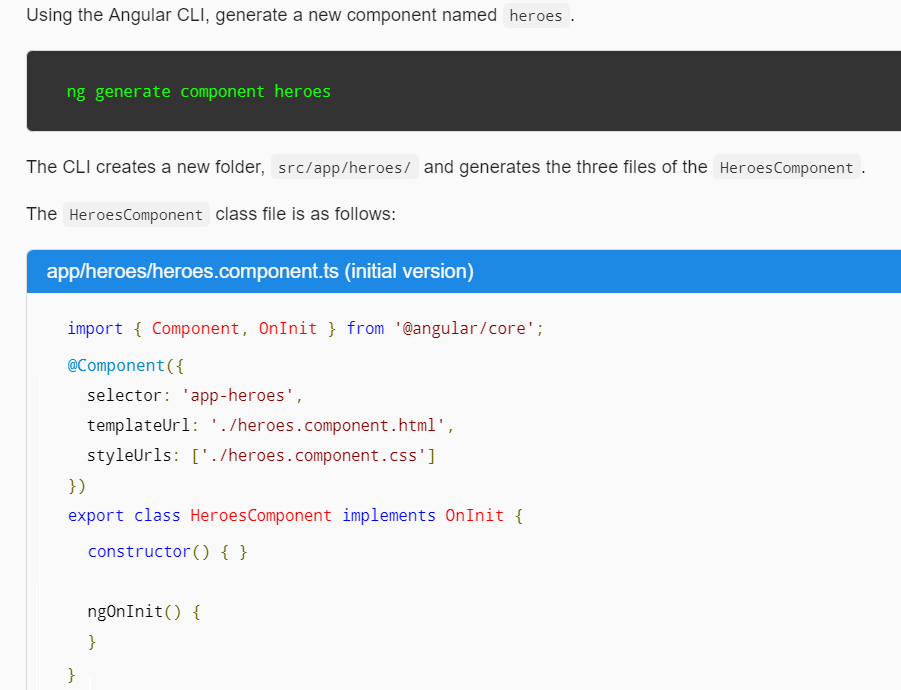 Using the Angular CLI, generate a new component named heroes .
ng generate component heroes
The CLI creates a new folder, src/app/heroes/ and generates the three files of the HeroesComponent .
The HeroesComponent class file is as follows:
app/heroes/heroes.component.ts (initial version)
import { Component, OnInit } from '@angular/core';
@Component({
  selector: 'app-heroes',
  templateUrl: './heroes.component.html',
  styleUrls: ['./heroes.component.css']
})
export class HeroesComponent implements OnInit {
  constructor() { }
  ngOnInit() {
  }
}